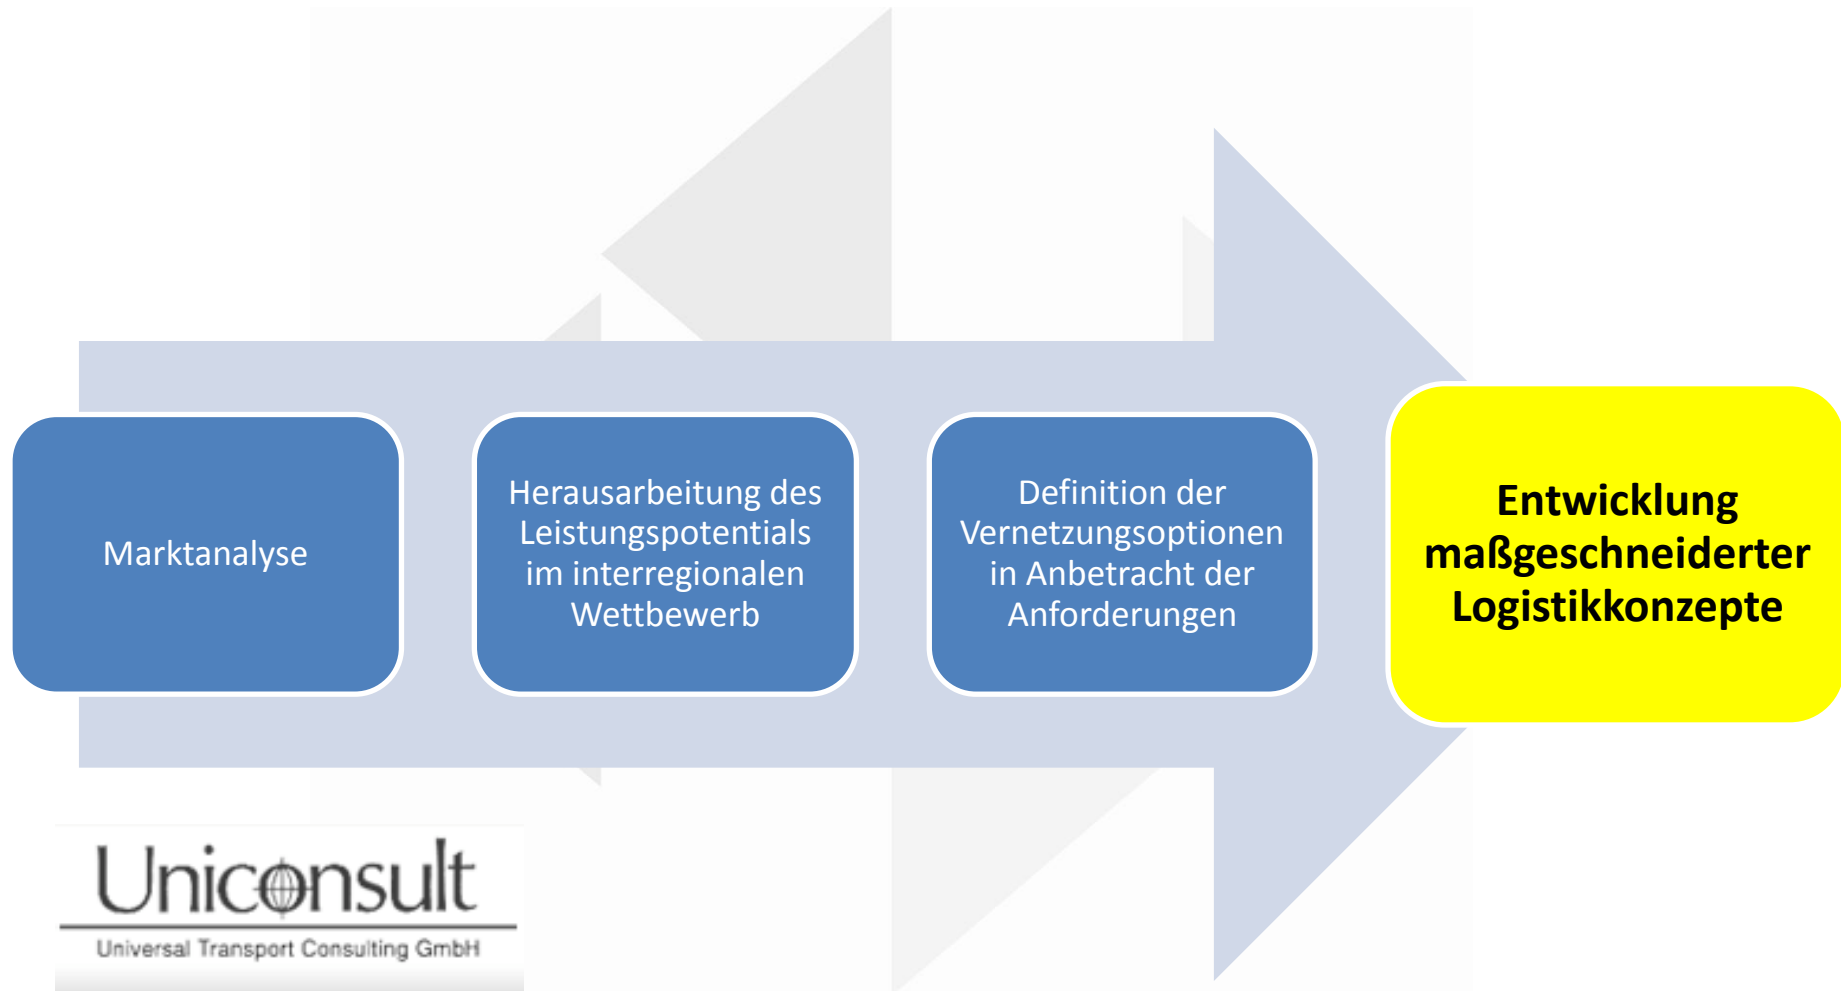 Marktanalyse
Herausarbeitung des
Leistungspotentials
im interregionalen
Wettbewerb
Definition der
Vernetzungsoptionen
in Anbetracht der
Anforderungen
Entwicklung
maßgeschneiderter
Logistikkonzepte
Uniconsult
Universal Transport Consulting GmbH